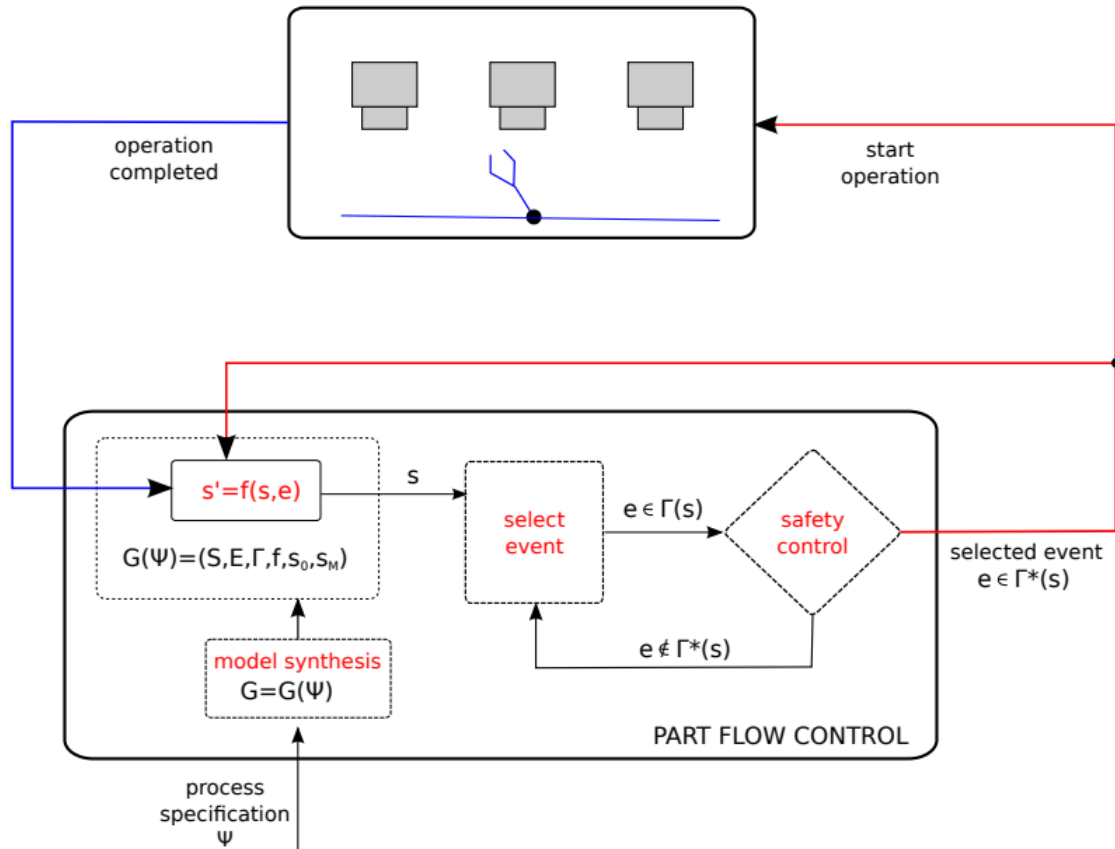 operation
completed
start
operation
s'=f(s,e)
G(Ψ)=(S,E,Γ,f,s₀,s_M)
s
select
event
e ∈ Γ(s)
safety
control
selected event
e ∈ Γ*(s)
e ∉ Γ*(s)
model synthesis
G=G(Ψ)
PART FLOW CONTROL
process
specification
Ψ